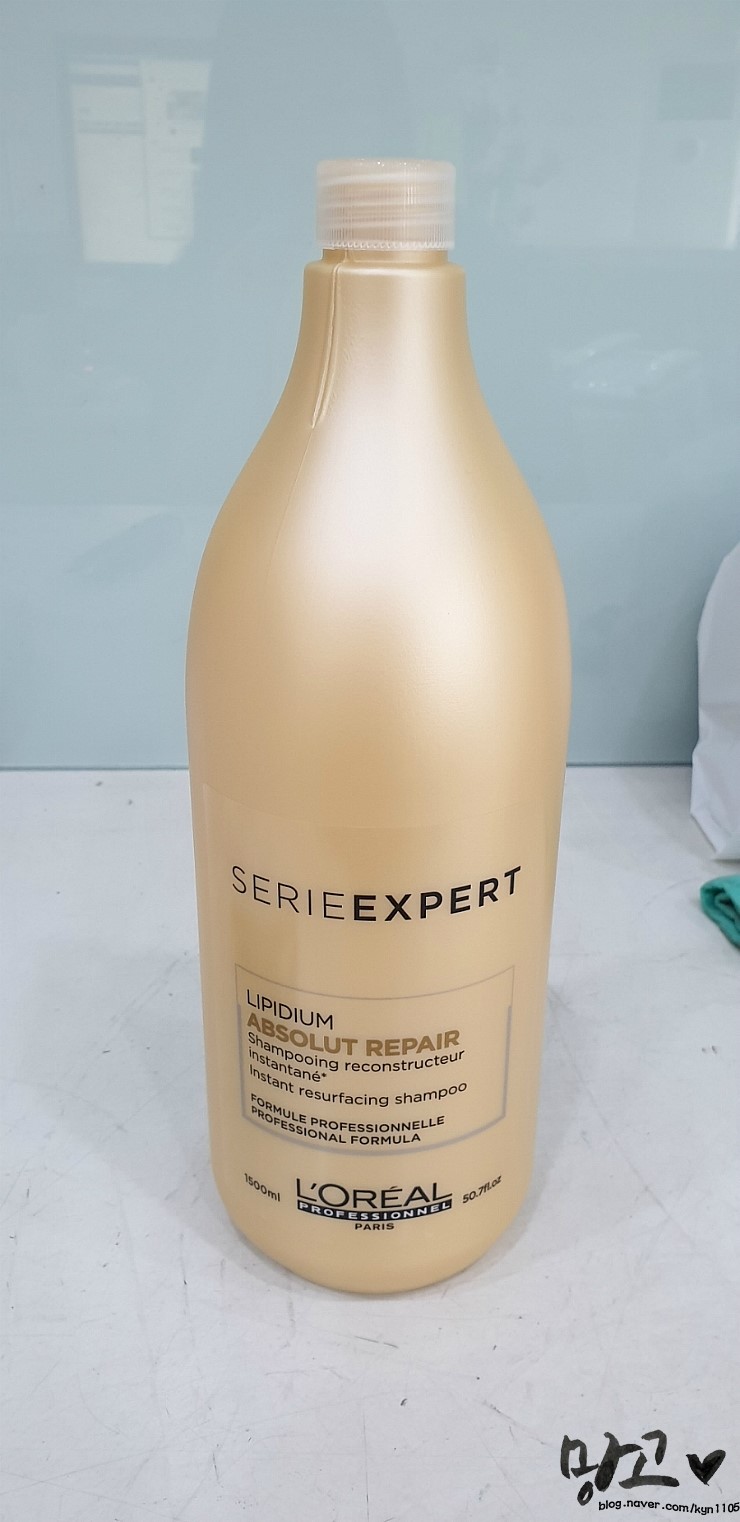 SERIEEXPERT
LIPIDIUM
ABSOLUT REPAIR
Shampooing reconstructeur
instantané*
Instant resurfacing shampoo
FORMULE PROFESSIONNELLE
PROFESSIONAL FORMULA
1500ml
L'ORÉAL
PROFESSIONNEL
PARIS
50.7fl.oz
망고♥
blog.naver.com/kyn1105